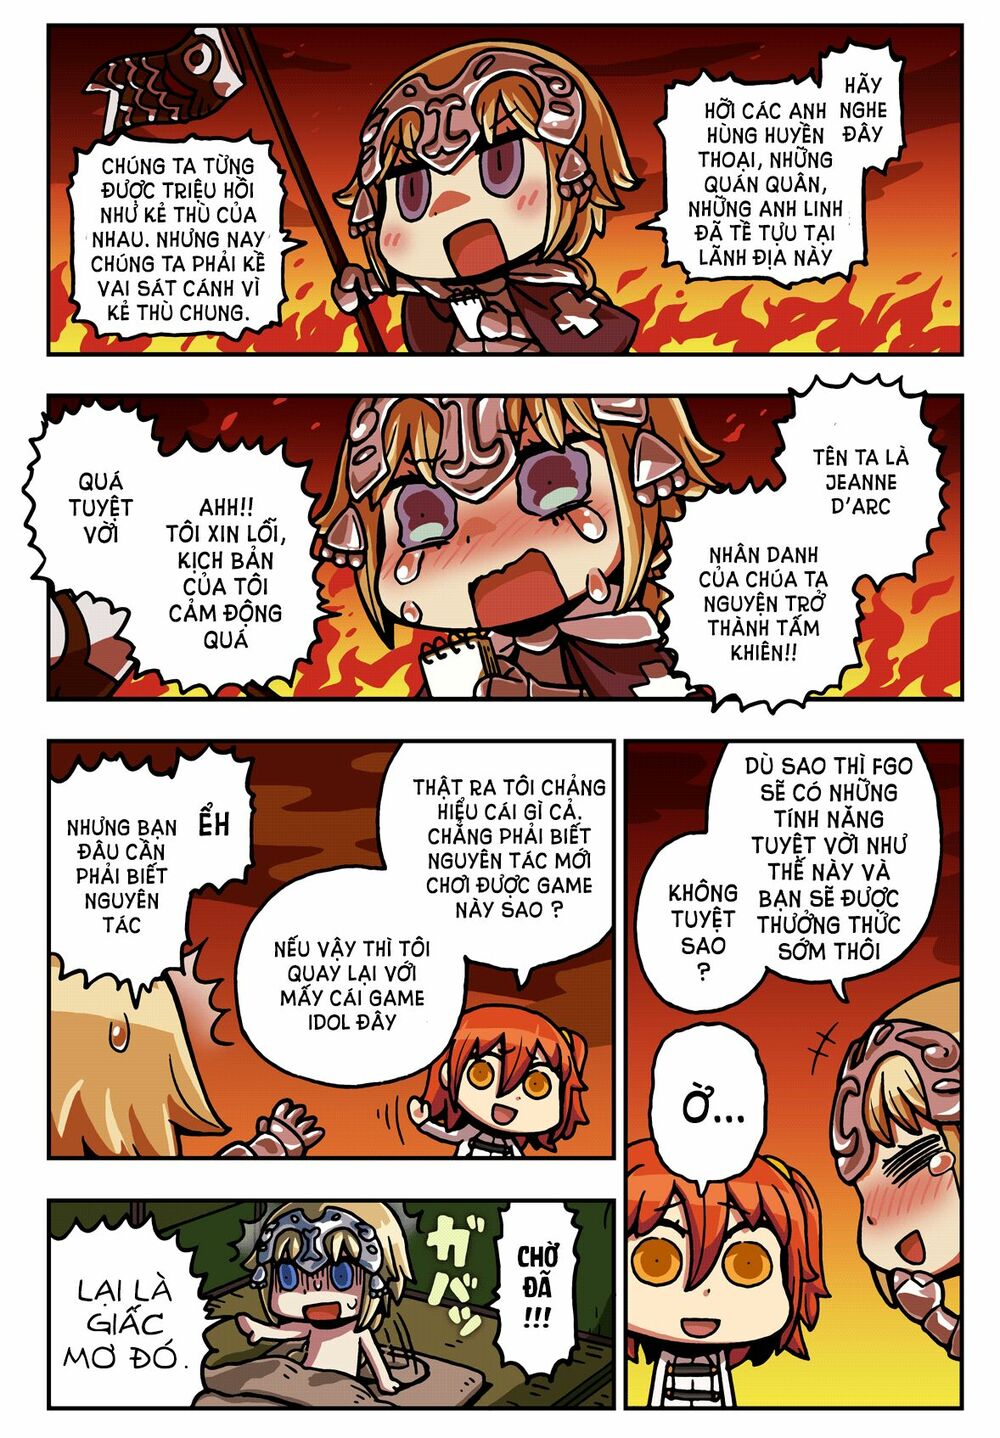 HÃY
NGHE
ĐÂY
HỠI CÁC ANH
HÙNG HUYỀN
THOẠI, NHỮNG
QUÁN QUÂN,
NHỮNG ANH LINH
ĐÃ TỀ TỰU TẠI
LÃNH ĐỊA NÀY
CHÚNG TA TỪNG
ĐƯỢC TRIỆU HỒI
NHƯ KẺ THÙ CỦA
NHAU. NHƯNG NAY
CHÚNG TA PHẢI KỀ
VAI SÁT CÁNH VÌ
KẺ THÙ CHUNG.
TÊN TA LÀ
JEANNE
D'ARC
NHÂN DANH
CỦA CHÚA TA
NGUYỆN TRỞ
THÀNH TẤM
KHIÊN!!
AHH!!
TÔI XIN LỖI,
KỊCH BẢN
CỦA TÔI
CẢM ĐỘNG
QUÁ
QUÁ
TUYỆT
VỜI
DÙ SAO THÌ FGO
SẼ CÓ NHỮNG
TÍNH NĂNG
TUYỆT VỜI NHƯ
THẾ NÀY VÀ
BẠN SẼ ĐƯỢC
THƯỞNG THỨC
SỚM THÔI
KHÔNG
TUYỆT
SAO
?
Ờ...
THẬT RA TÔI CHẢNG
HIỂU CÁI GÌ CẢ.
CHẲNG PHẢI BIẾT
NGUYÊN TÁC MỚI
CHƠI ĐƯỢC GAME
NÀY SAO ?
NẾU VẬY THÌ TÔI
QUAY LẠI VỚI
MẤY CÁI GAME
IDOL ĐÂY
ỂH
NHƯNG BẠN
ĐÂU CẦN
PHẢI BIẾT
NGUYÊN
TÁC
CHỜ
ĐÃ
!!!
ガバッ
LẠI LÀ
GIẤC
MƠ ĐÓ.